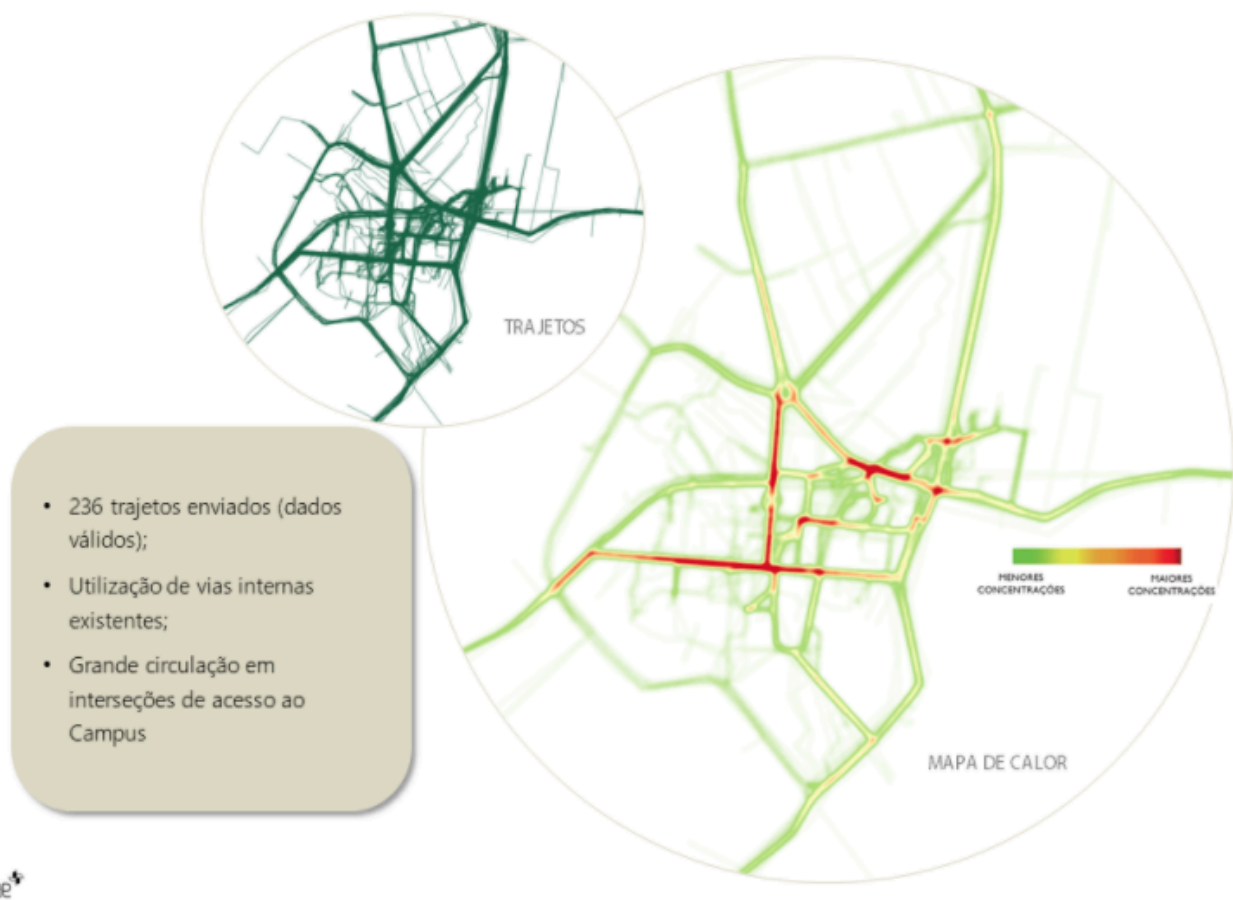 TRAJETOS
• 236 trajetos enviados (dados
válidos);
• Utilização de vias internas
existentes;
• Grande circulação em
interseções de acesso ao
Campus
MENORES
CONCENTRAÇÕES
MAIORES
CONCENTRAÇÕES
MAPA DE CALOR